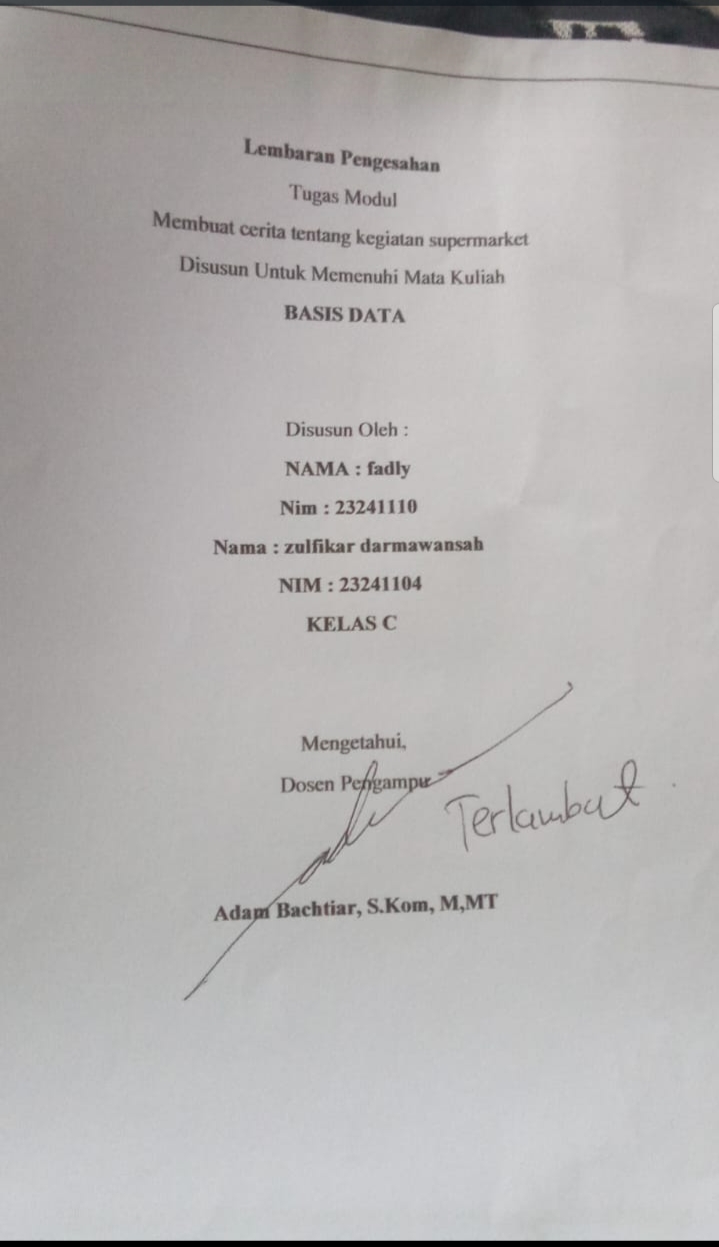 Lembaran Pengesahan
Tugas Modul
Membuat cerita tentang kegiatan supermarket
Disusun Untuk Memenuhi Mata Kuliah
BASIS DATA
Disusun Oleh :
NAMA : fadly
Nim : 23241110
Nama : zulfikar darmawansah
NIM : 23241104
KELAS C
Mengetahui,
Dosen Pengampu
Terlambat
Adam Bachtiar, S.Kom, M,MT